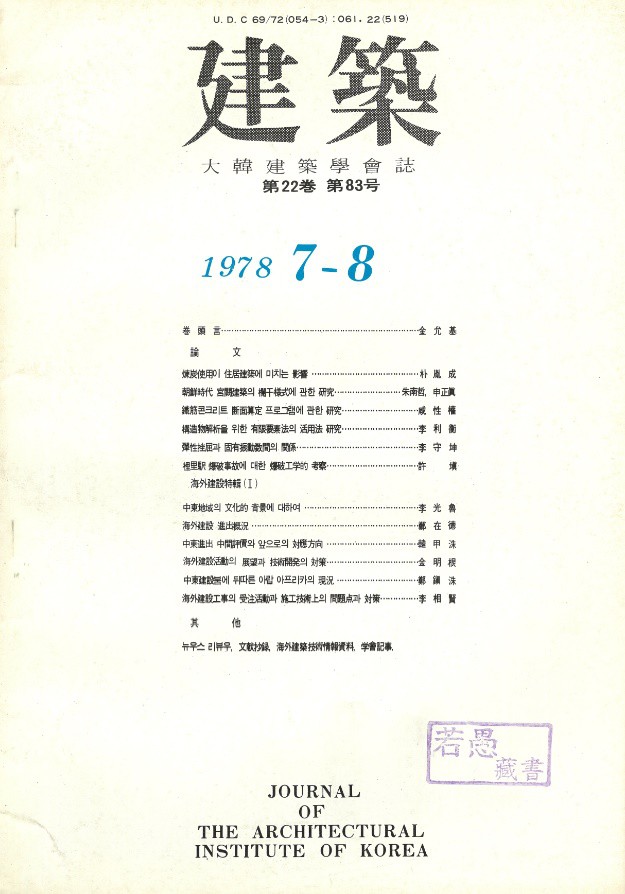 U. D. C 69/72(054-3) : 061. 22(519)
建築
大韓建築學會誌
第22巻 第83号
1978 7-8
巻頭言 金允基
論文
煉炭使用이 住居建築에 미치는 影響 朴胤成
朝鮮時代 宮闕建築의 欄干樣式에 관한 硏究 朱南哲, 申正眞
鐵筋콘크리트 斷面算定 프로그램에 관한 硏究 咸性權
構造物解析을 위한 有限要素法의 活用法 硏究 李利衡
彈性挫屈과 固有振動數間의 關係 李守坤
裡里駅 爆破事故에 대한 爆破工学的 考察 許塡
海外建設特輯(Ⅰ)
中東地域의 文化的 背景에 대하여 李光魯
海外建設 進出槪況 鄭在德
中東進出 中間評價와 앞으로의 対應方向 韓甲洙
海外建設活動의 展望과 技術開発의 対策 金明根
中東建設붐에 뒤따른 아랍 아프리카의 現況 鄭鎭洙
海外建設工事의 受注活動과 施工技術上의 問題点과 対策 李相賢
其他
뉴우스 리뷰우, 文献抄録, 海外建築技術情報資料, 学會記事.
若愚
藏書
JOURNAL
OF
THE ARCHITECTURAL
INSTITUTE OF KOREA